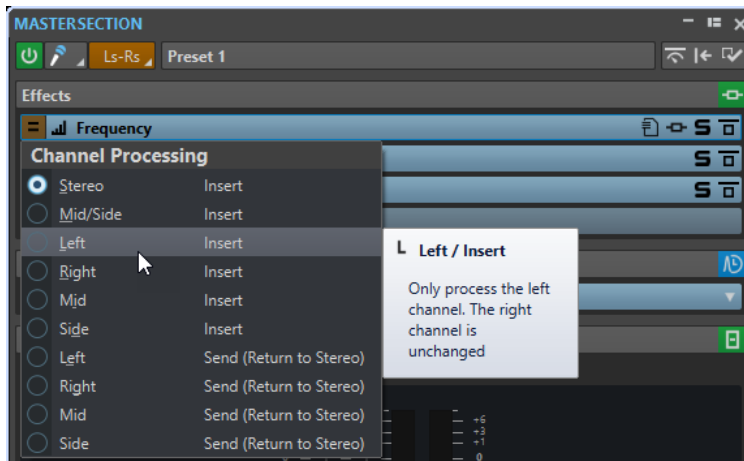 MASTERSECTION
Ls-Rs Preset 1
Effects
Frequency S
Channel Processing S
Stereo Insert S
Mid/Side Insert
Left Insert
Right Insert
Mid Insert
Side Insert
Left Send (Return to Stereo)
Right Send (Return to Stereo)
Mid Send (Return to Stereo)
Side Send (Return to Stereo)
L Left / Insert
Only process the left
channel. The right
channel is
unchanged
+6
+3
+1
0